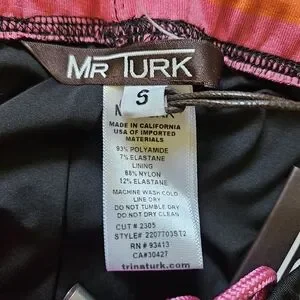 MR TURK
S
MADE IN CALIFORNIA
USA OF IMPORTED
MATERIALS
93% POLYAMIDE
7% ELASTANE
LINING
88% NYLON
12% ELASTANE
MACHINE WASH COLD
LINE DRY
DO NOT TUMBLE DRY
DO NOT DRY CLEAN
CUT # 2305
STYLE# 2207703ST2
RN # 93413
CA#30427
trinaturk.com